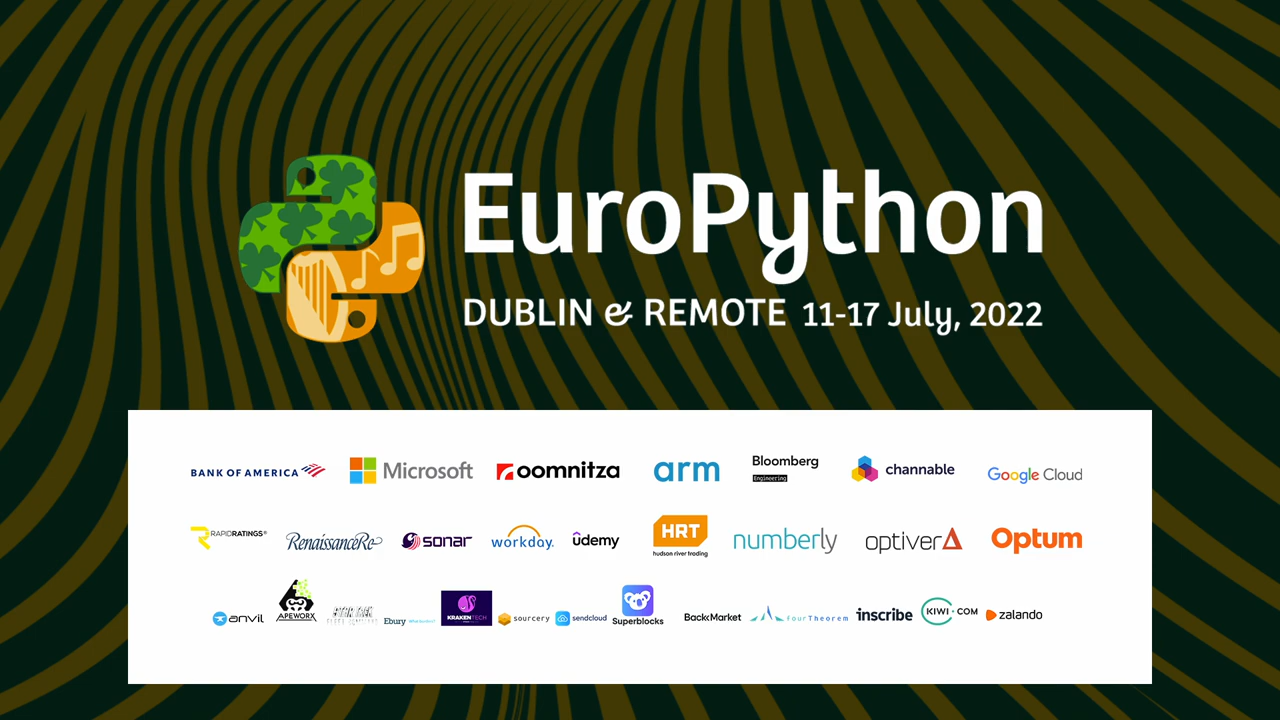 EuroPython
DUBLIN & REMOTE 11-17 July, 2022
BANK OF AMERICA Microsoft oomnitza arm Bloomberg channable Google Cloud
Engineering
RAPIDRATINGS® RenaissanceRe sonar workday. udemy HRT numberly optiver Optum
hudson river trading
anvil APEWORX Ebury KRAKENTECH sourcery sendcloud Superblocks BackMarket fourTheorem inscribe KIWI.COM zalando